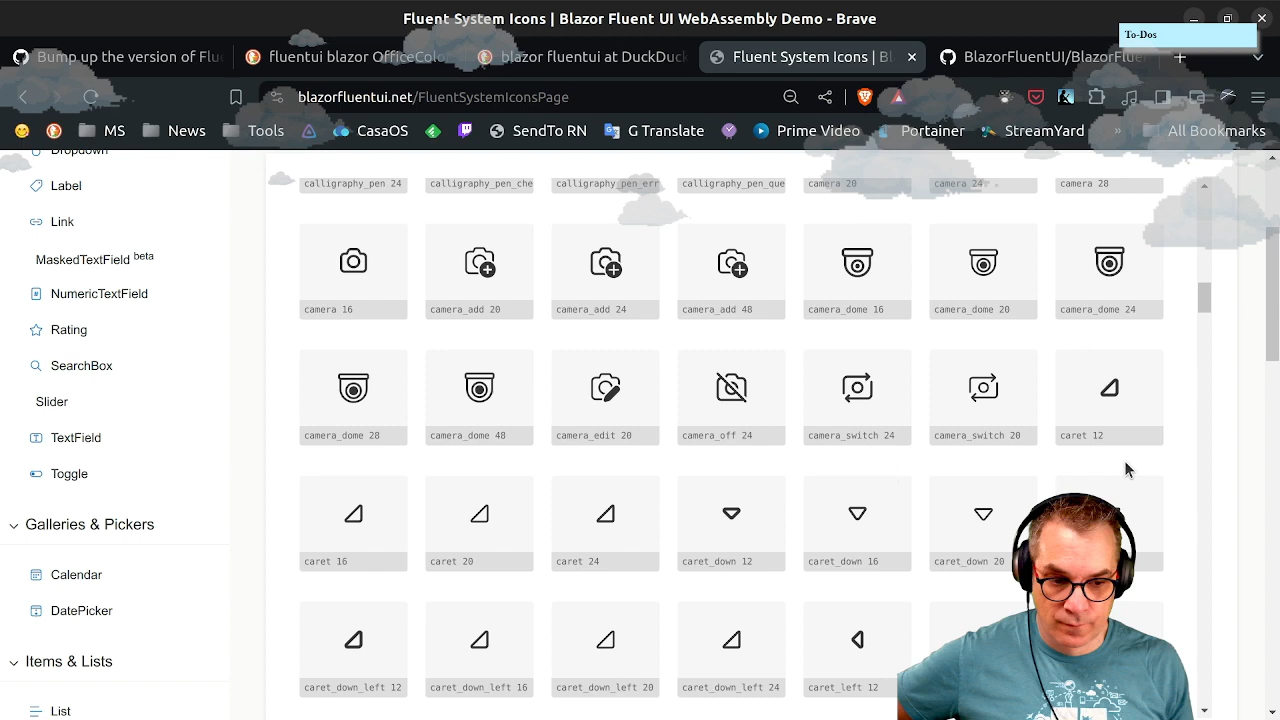 Fluent System Icons | Blazor Fluent UI WebAssembly Demo - Brave
To-Dos
Bump up the version of Flue
fluentui blazor OfficeColo
blazor fluentui at DuckDuck
Fluent System Icons | Bl
BlazorFluentUI/BlazorFlue
blazorfluentui.net/FluentSystemIconsPage
MS
News
Tools
CasaOS
SendTo RN
G Translate
Prime Video
Portainer
StreamYard
»
All Bookmarks
Dropdown
Label
Link
MaskedTextField beta
NumericTextField
Rating
SearchBox
Slider
TextField
Toggle
Galleries & Pickers
Calendar
DatePicker
Items & Lists
List
calligraphy_pen 24
calligraphy_pen_che
calligraphy_pen_err
calligraphy_pen_que
camera 20
camera 24
camera 28
camera 16
camera_add 20
camera_add 24
camera_add 48
camera_dome 16
camera_dome 20
camera_dome 24
camera_dome 28
camera_dome 48
camera_edit 20
camera_off 24
camera_switch 24
camera_switch 20
caret 12
caret 16
caret 20
caret 24
caret_down 12
caret_down 16
caret_down 20
caret_down_left 12
caret_down_left 16
caret_down_left 20
caret_down_left 24
caret_left 12